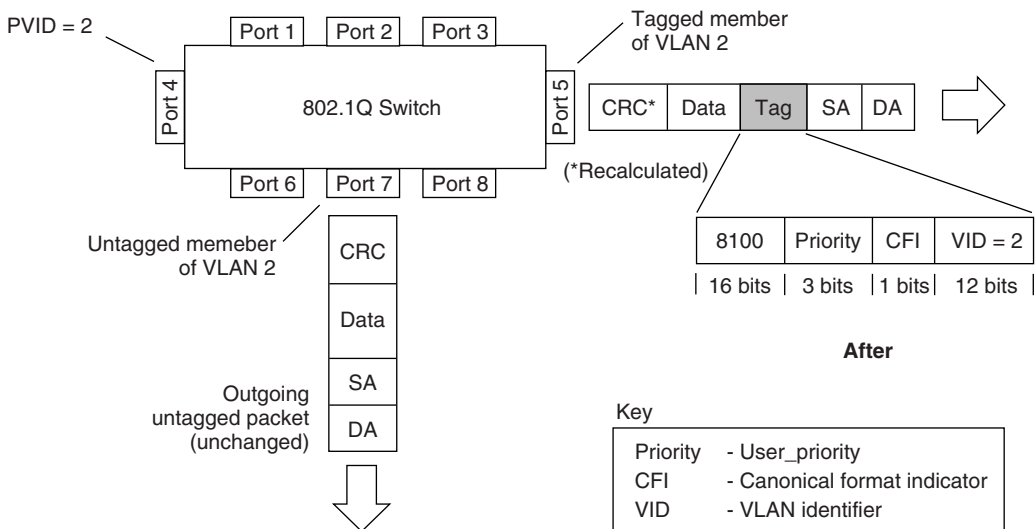 PVID = 2
Port 1
Port 2
Port 3
Tagged member
of VLAN 2
Port 4
802.1Q Switch
Port 5
CRC*
Data
Tag
SA
DA
(*Recalculated)
Port 6
Port 7
Port 8
Untagged memeber
of VLAN 2
8100
Priority
CFI
VID = 2
16 bits
3 bits
1 bits
12 bits
CRC
Data
SA
DA
Outgoing
untagged packet
(unchanged)
After
Key
Priority - User_priority
CFI - Canonical format indicator
VID - VLAN identifier